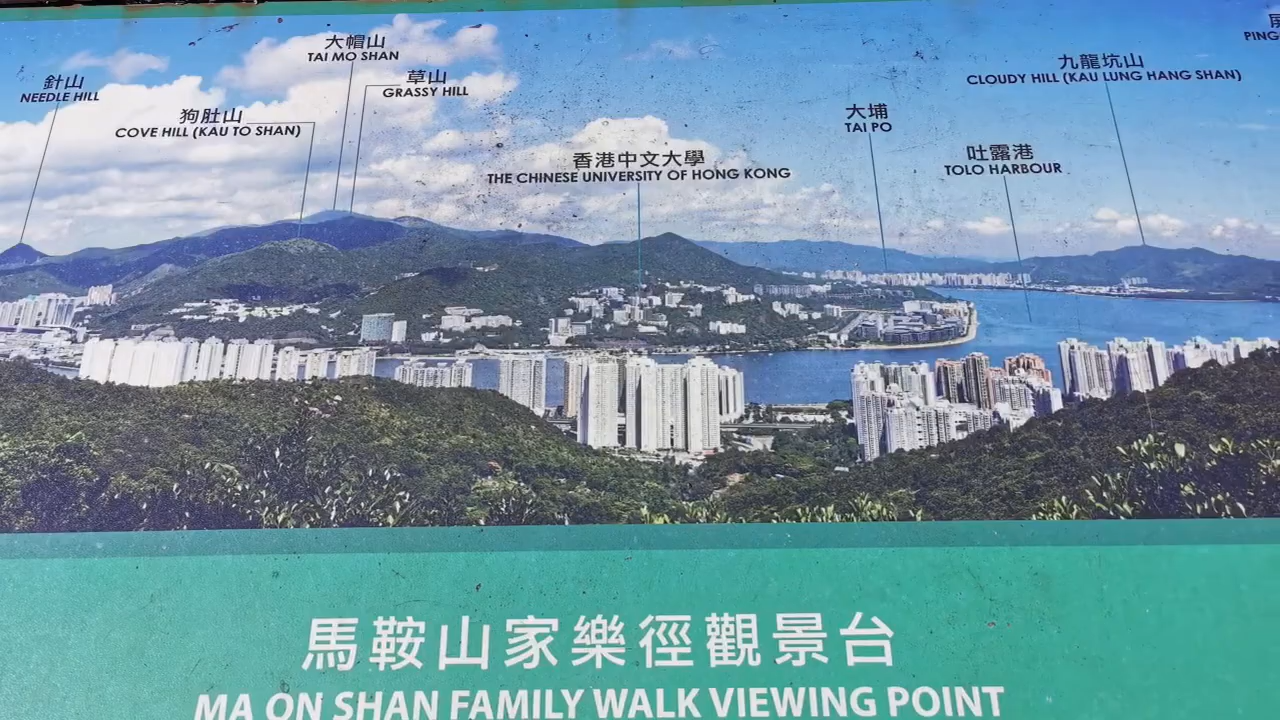 針山
NEEDLE HILL
狗肚山
COVE HILL (KAU TO SHAN)
大帽山
TAI MO SHAN
草山
GRASSY HILL
香港中文大學
THE CHINESE UNIVERSITY OF HONG KONG
大埔
TAI PO
吐露港
TOLO HARBOUR
九龍坑山
CLOUDY HILL (KAU LUNG HANG SHAN)
PING
馬鞍山家樂徑觀景台
MA ON SHAN FAMILY WALK VIEWING POINT